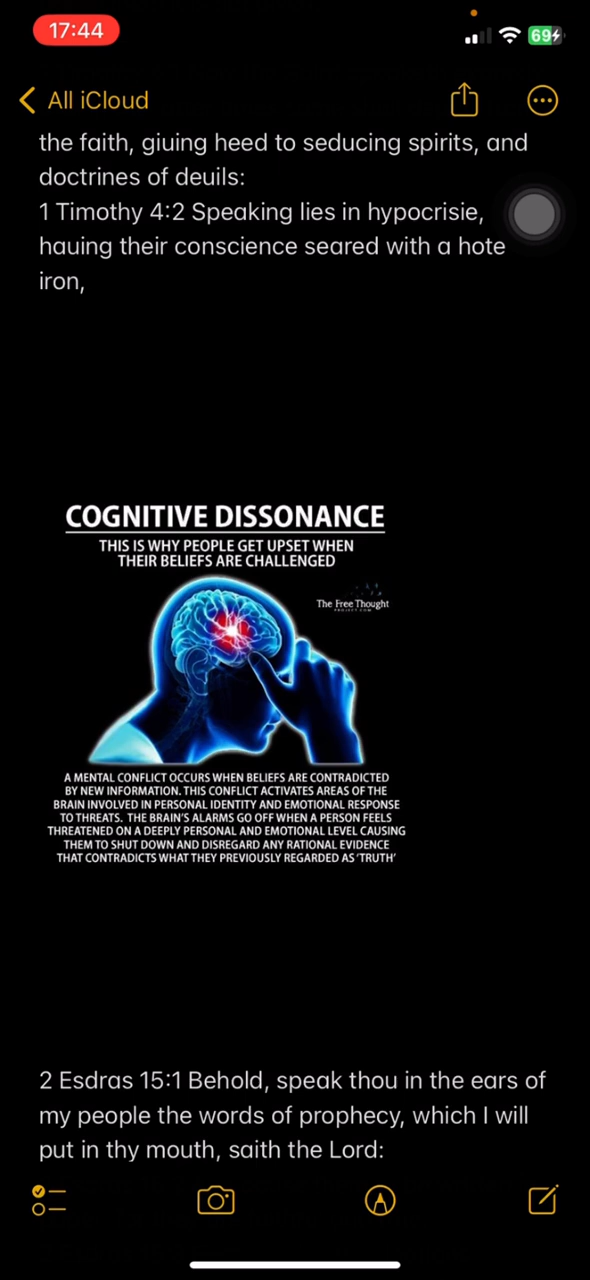 17:44
69
All iCloud
the faith, giuing heed to seducing spirits, and
doctrines of deuils:
1 Timothy 4:2 Speaking lies in hypocrisie,
hauing their conscience seared with a hote
iron,
COGNITIVE DISSONANCE
THIS IS WHY PEOPLE GET UPSET WHEN
THEIR BELIEFS ARE CHALLENGED
The Free Thought
PROJECT.COM
A MENTAL CONFLICT OCCURS WHEN BELIEFS ARE CONTRADICTED
BY NEW INFORMATION. THIS CONFLICT ACTIVATES AREAS OF THE
BRAIN INVOLVED IN PERSONAL IDENTITY AND EMOTIONAL RESPONSE
TO THREATS. THE BRAIN'S ALARMS GO OFF WHEN A PERSON FEELS
THREATENED ON A DEEPLY PERSONAL AND EMOTIONAL LEVEL CAUSING
THEM TO SHUT DOWN AND DISREGARD ANY RATIONAL EVIDENCE
THAT CONTRADICTS WHAT THEY PREVIOUSLY REGARDED AS 'TRUTH'
2 Esdras 15:1 Behold, speak thou in the ears of
my people the words of prophecy, which I will
put in thy mouth, saith the Lord: